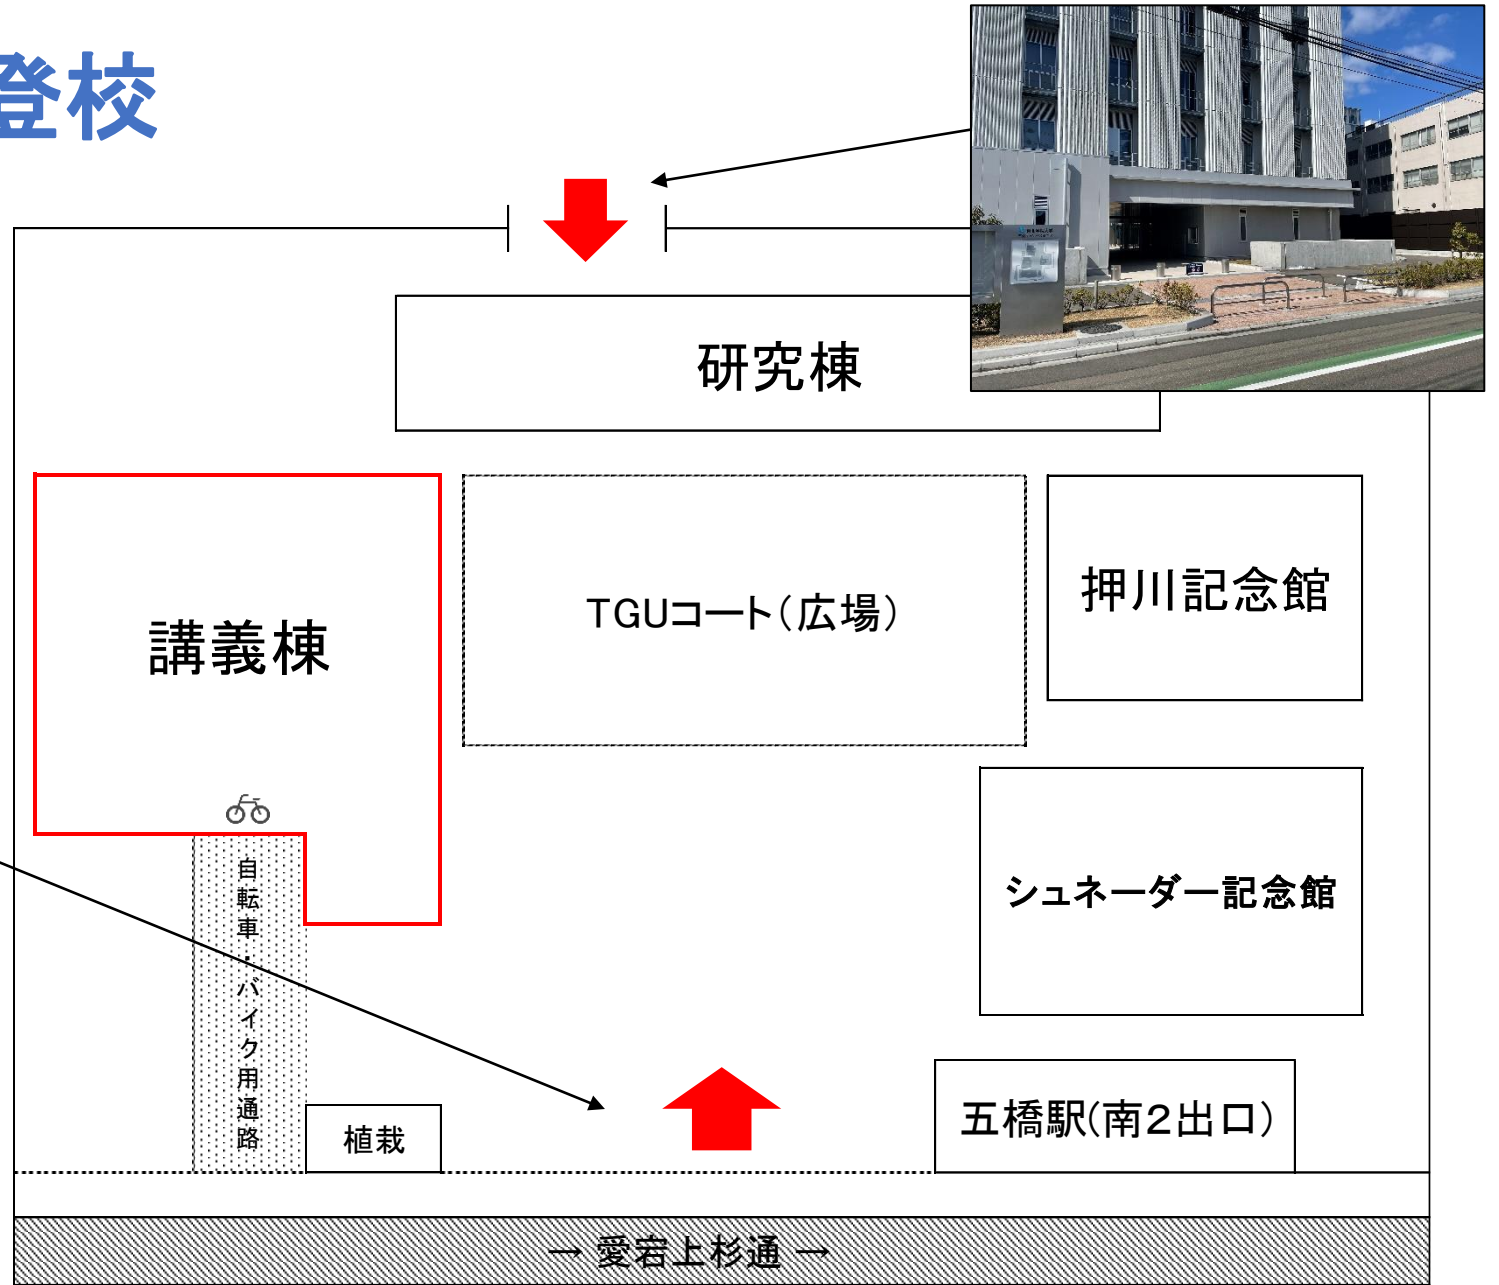 登校
研究棟
講義棟
TGUコート（広場）
押川記念館
シュネーダー記念館
自転車・バイク用通路
植栽
五橋駅(南２出口）
→ 愛宕上杉通 →